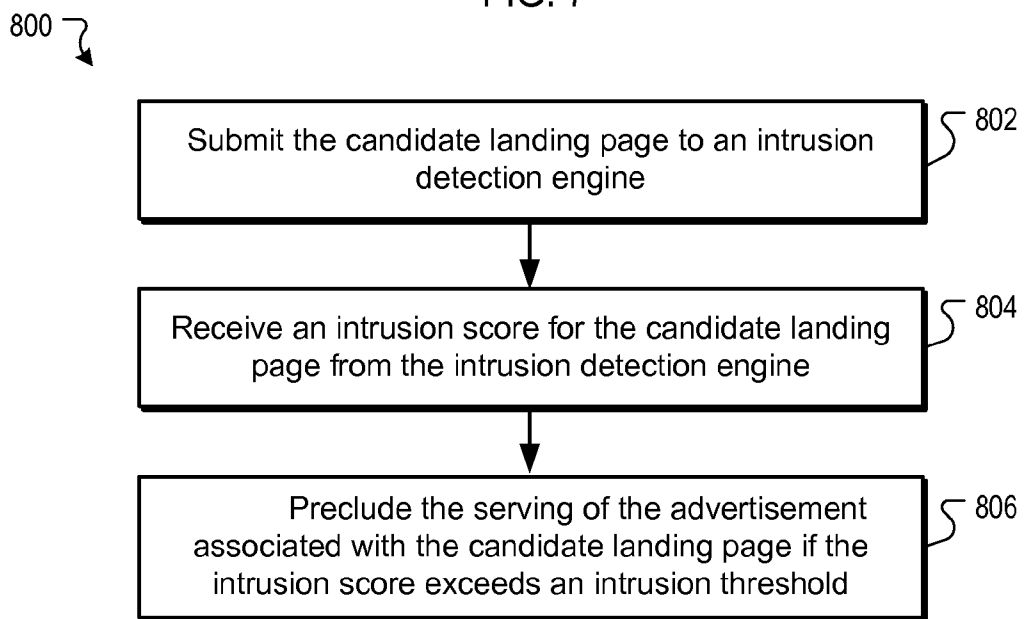 800
Submit the candidate landing page to an intrusion
detection engine
802
Receive an intrusion score for the candidate landing
page from the intrusion detection engine
804
Preclude the serving of the advertisement
associated with the candidate landing page if the
intrusion score exceeds an intrusion threshold
806